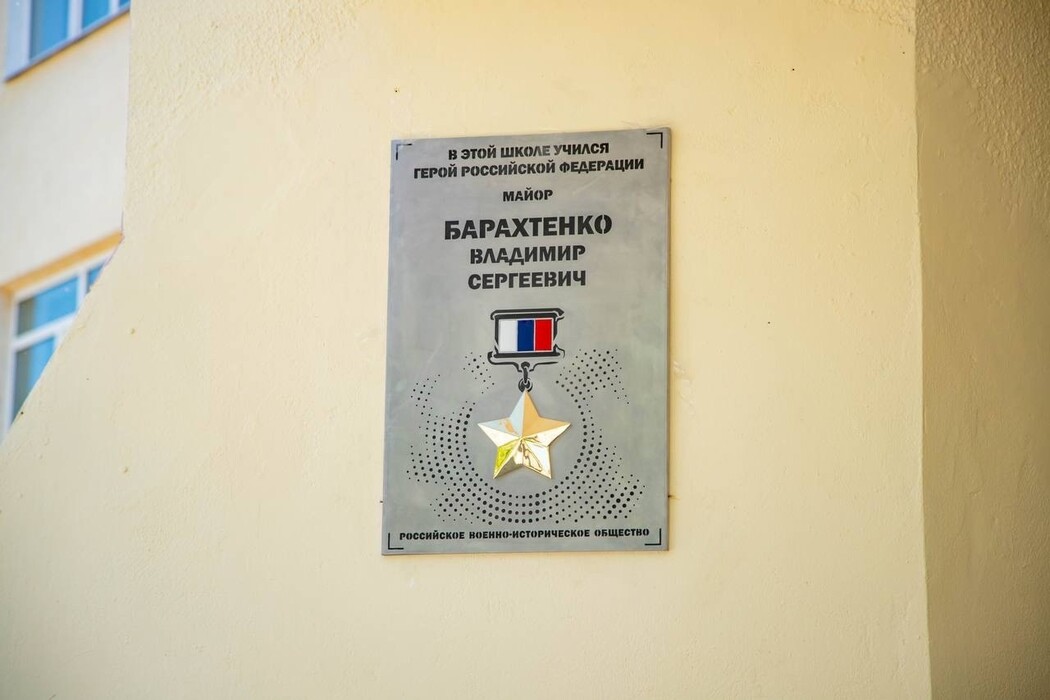 В ЭТОЙ ШКОЛЕ УЧИЛСЯ
ГЕРОЙ РОССИЙСКОЙ ФЕДЕРАЦИИ
МАЙОР
БАРАХТЕНКО
ВЛАДИМИР
СЕРГЕЕВИЧ
РОССИЙСКОЕ ВОЕННО-ИСТОРИЧЕСКОЕ ОБЩЕСТВО